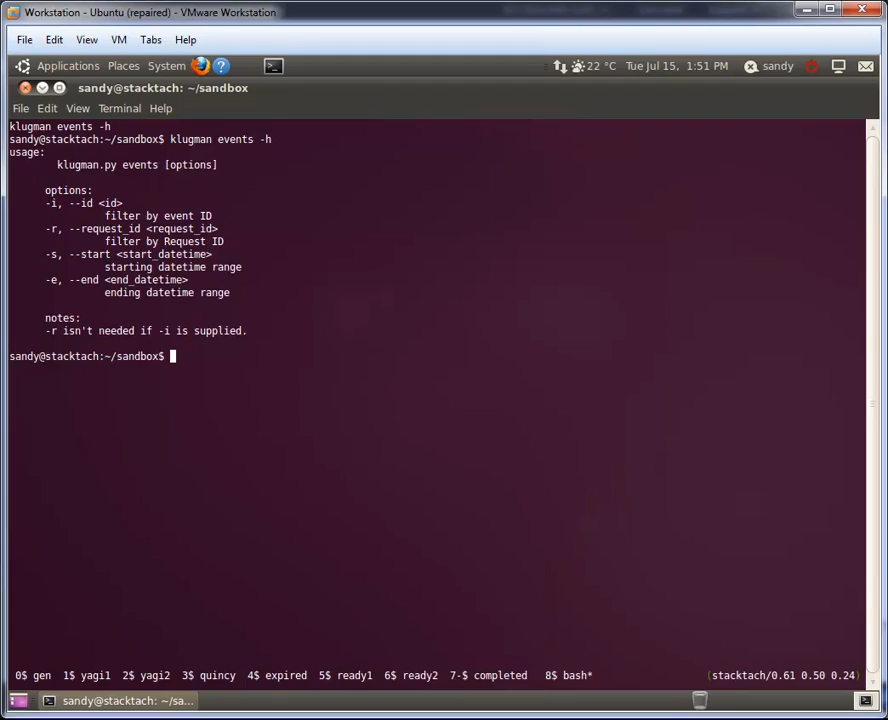 Workstation - Ubuntu (repaired) - VMware Workstation
File Edit View VM Tabs Help
Applications Places System 22 °C Tue Jul 15, 1:51 PM sandy
sandy@stacktach: ~/sandbox
File Edit View Terminal Help
klugman events -h
sandy@stacktach:~/sandbox$ klugman events -h
usage:
klugman.py events [options]
options:
-i, --id <id>
filter by event ID
-r, --request_id <request_id>
filter by Request ID
-s, --start <start_datetime>
starting datetime range
-e, --end <end_datetime>
ending datetime range
notes:
-r isn't needed if -i is supplied.
sandy@stacktach:~/sandbox$
0$ gen 1$ yagi1 2$ yagi2 3$ quincy 4$ expired 5$ ready1 6$ ready2 7-$ completed 8$ bash* (stacktach/0.61 0.50 0.24)
sandy@stacktach: ~/sa...